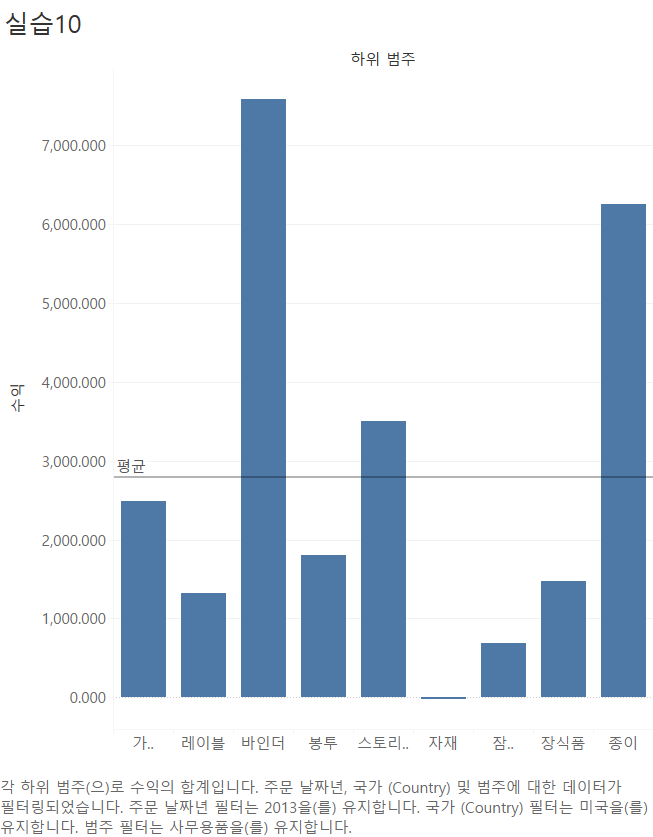 실습10
하위 범주
7,000.000
6,000.000
5,000.000
4,000.000
수익
3,000.000
평균
2,000.000
1,000.000
0.000
가.. 레이블 바인더 봉투 스토리.. 자재 잠.. 장식품 종이
각 하위 범주(으)로 수익의 합계입니다. 주문 날짜년, 국가 (Country) 및 범주에 대한 데이터가
필터링되었습니다. 주문 날짜년 필터는 2013을(를) 유지합니다. 국가 (Country) 필터는 미국을(를)
유지합니다. 범주 필터는 사무용품을(를) 유지합니다.